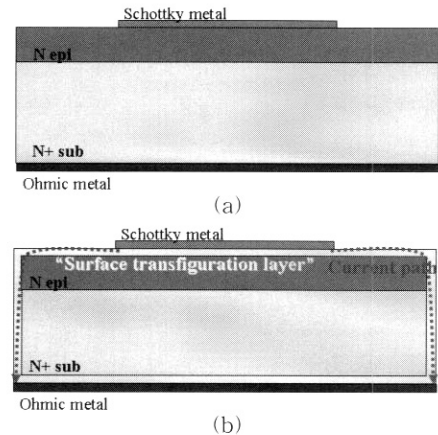 Schottky metal
N epi
N+ sub
Ohmic metal
(a)
Schottky metal
"Surface transfiguration layer" Current path
N epi
N+ sub
Ohmic metal
(b)